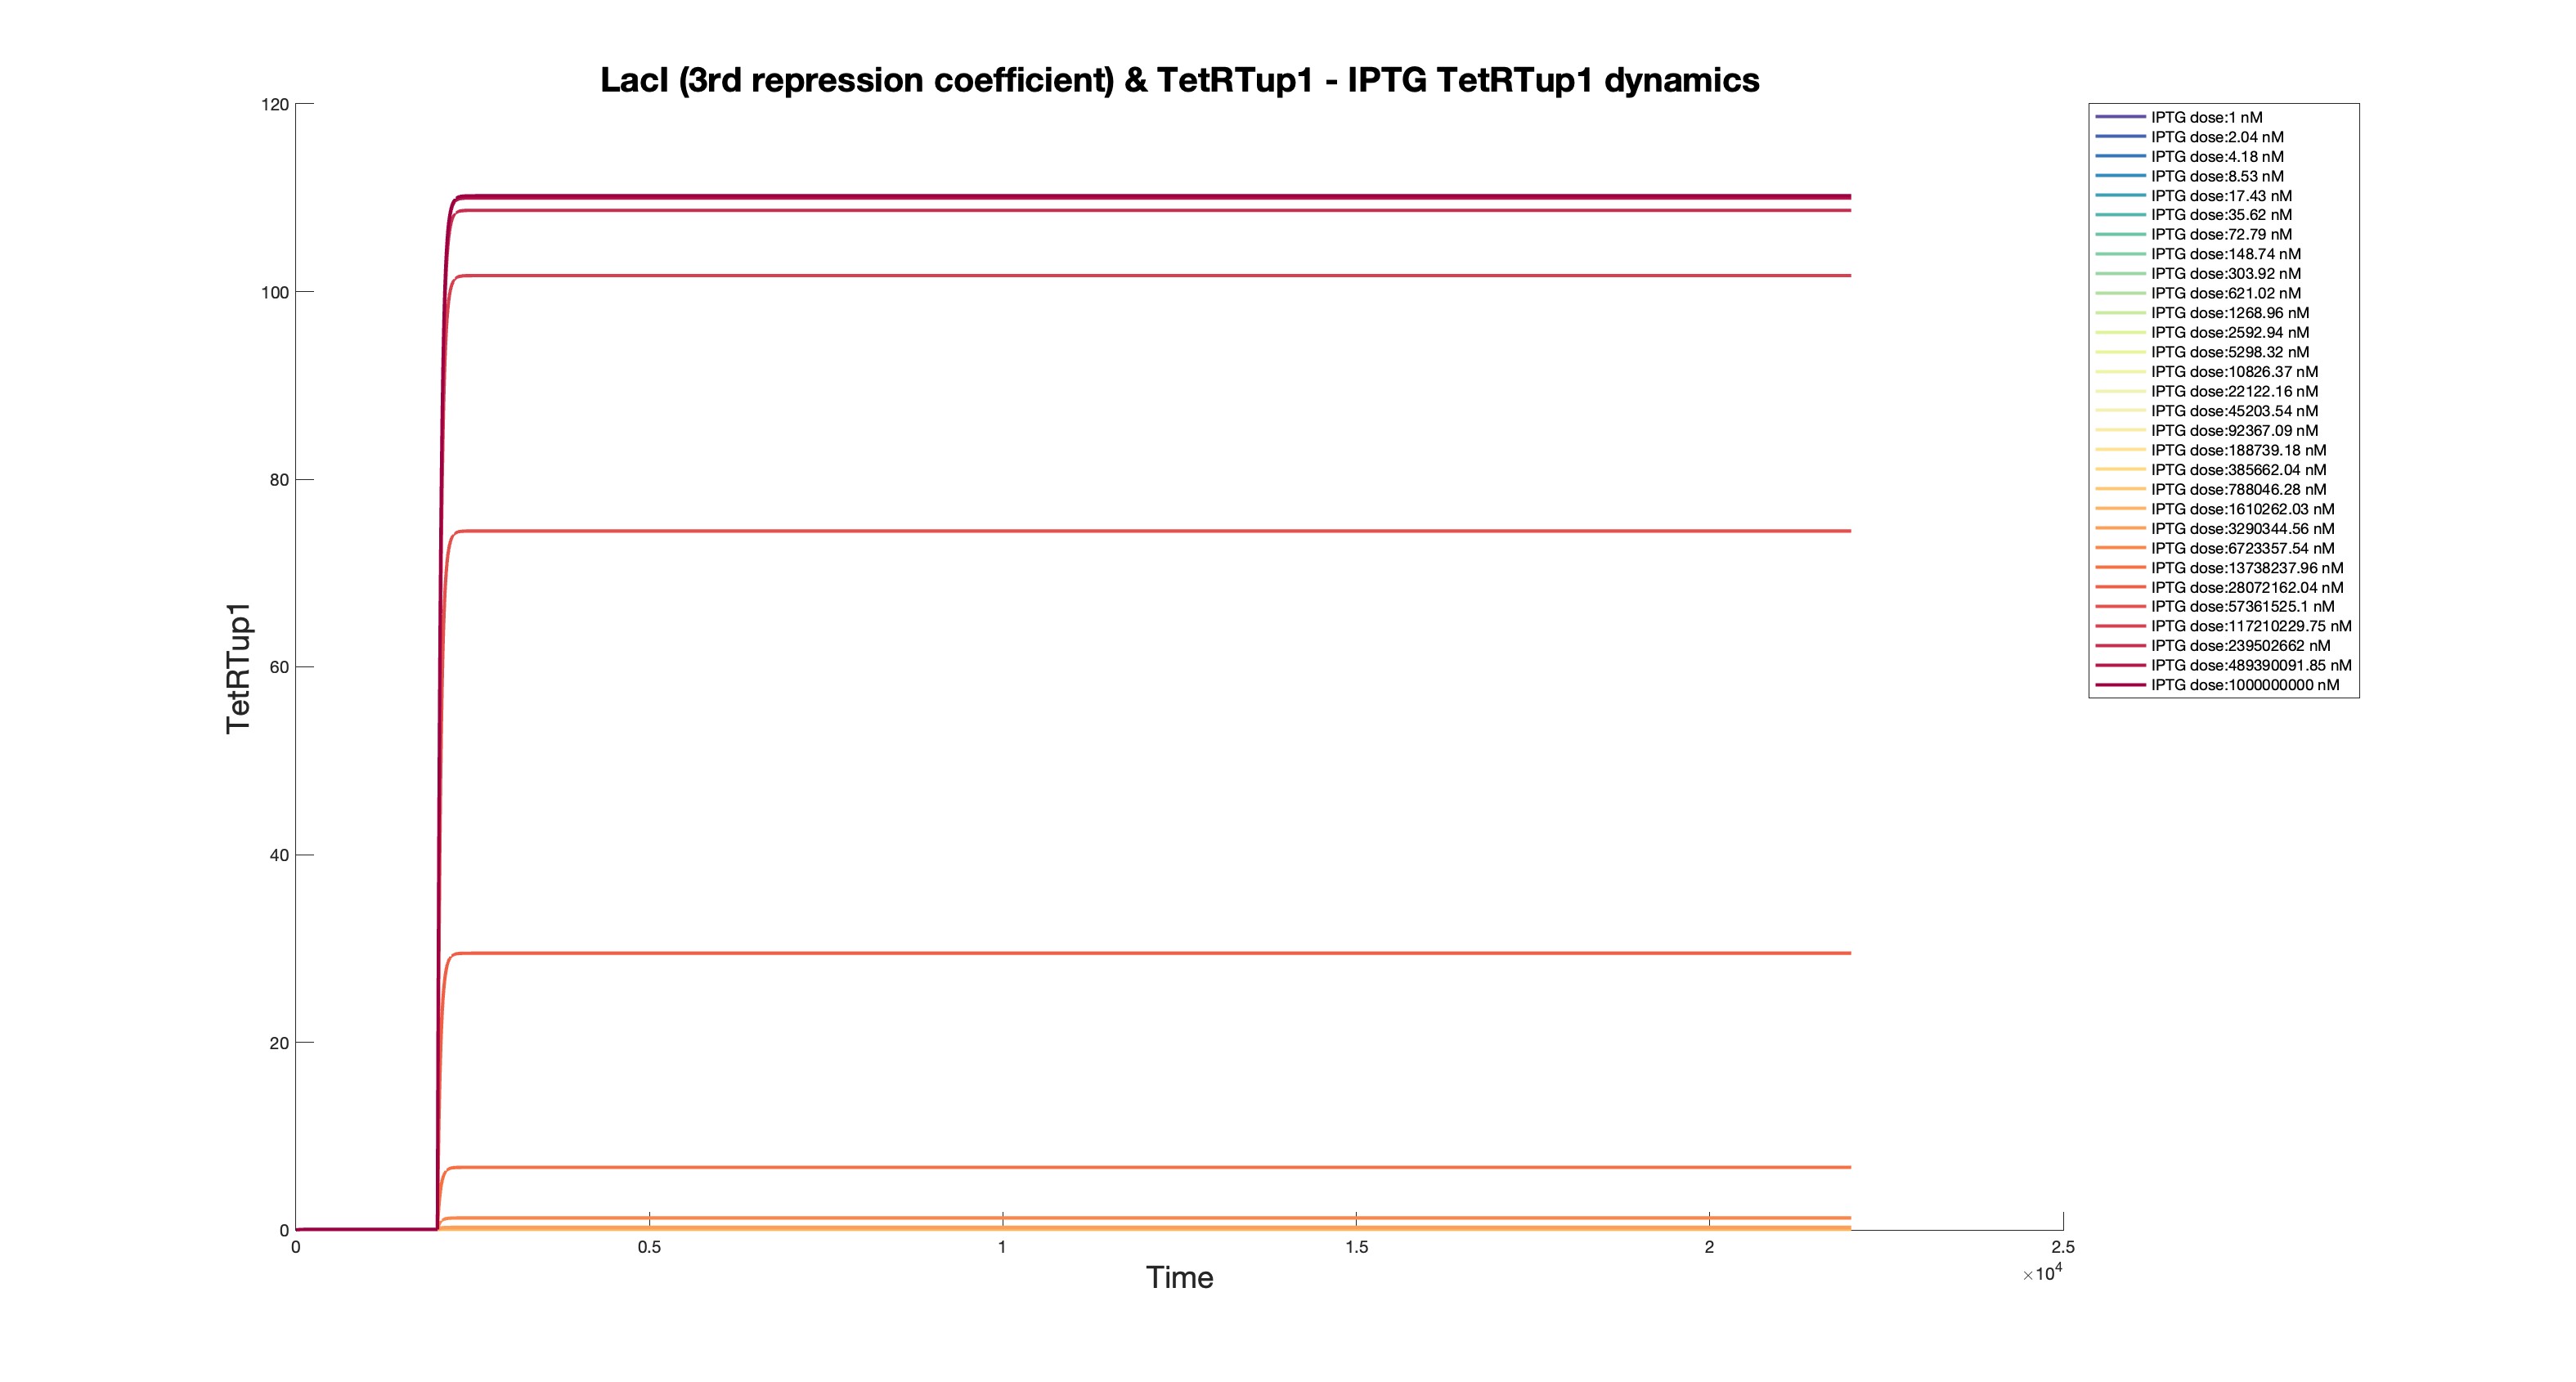 LacI (3rd repression coefficient) & TetRTup1 - IPTG TetRTup1 dynamics
120
100
80
60
40
20
0
TetRTup1
0 0.5 1 1.5 2 2.5
×10^4
Time
IPTG dose:1 nM
IPTG dose:2.04 nM
IPTG dose:4.18 nM
IPTG dose:8.53 nM
IPTG dose:17.43 nM
IPTG dose:35.62 nM
IPTG dose:72.79 nM
IPTG dose:148.74 nM
IPTG dose:303.92 nM
IPTG dose:621.02 nM
IPTG dose:1268.96 nM
IPTG dose:2592.94 nM
IPTG dose:5298.32 nM
IPTG dose:10826.37 nM
IPTG dose:22122.16 nM
IPTG dose:45203.54 nM
IPTG dose:92367.09 nM
IPTG dose:188739.18 nM
IPTG dose:385662.04 nM
IPTG dose:788046.28 nM
IPTG dose:1610262.03 nM
IPTG dose:3290344.56 nM
IPTG dose:6723357.54 nM
IPTG dose:13738237.96 nM
IPTG dose:28072162.04 nM
IPTG dose:57361525.1 nM
IPTG dose:117210229.75 nM
IPTG dose:239502662 nM
IPTG dose:489390091.85 nM
IPTG dose:1000000000 nM